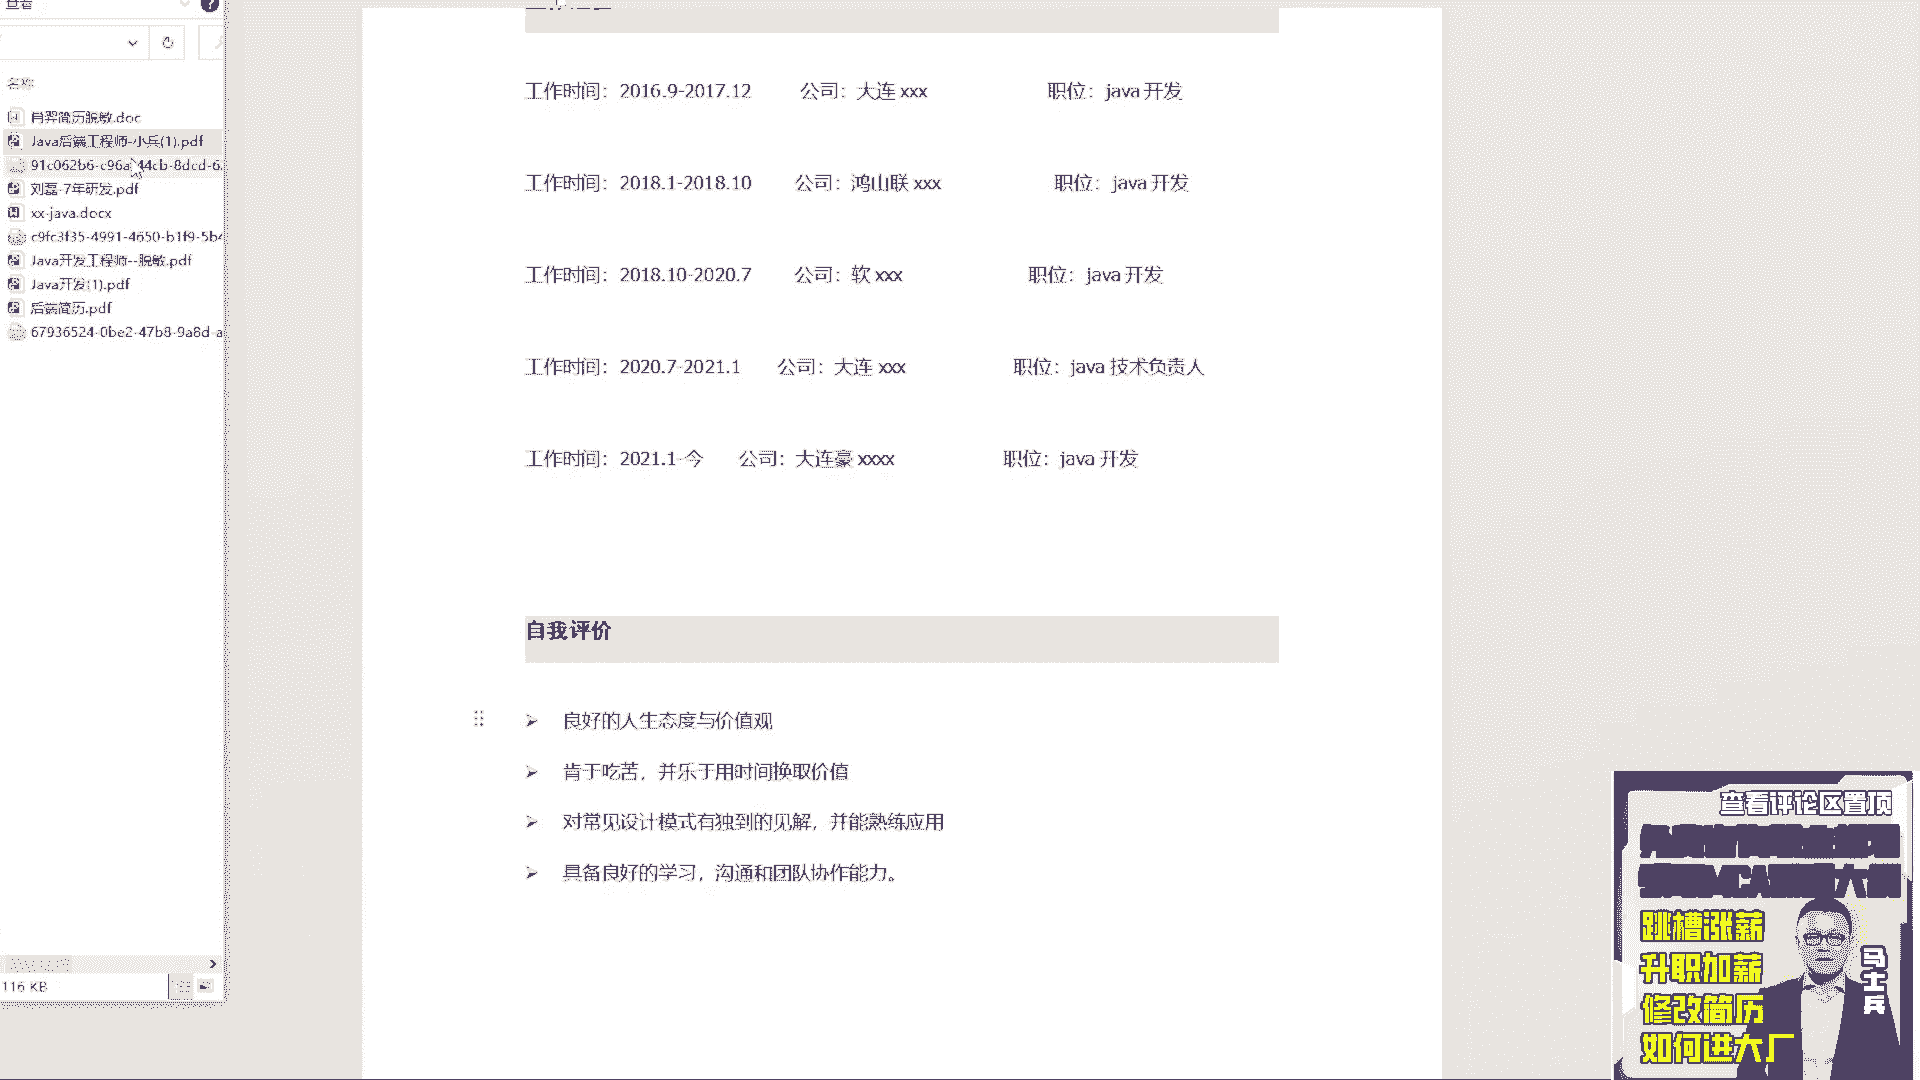 查看
名称
肖羿简历脱敏.doc
Java后端工程师-小兵(1).pdf
91c062b6-c96a-44cb-8dcd-6.
刘磊-7年研发.pdf
xx-java.docx
c9fc3f35-4991-4650-b1f9-5b4
Java开发工程师--脱敏.pdf
Java开发(1).pdf
后端简历.pdf
67936524-0be2-47b8-9a8d-a
116 KB
工作时间：2016.9-2017.12 公司：大连 xxx 职位：java 开发
工作时间：2018.1-2018.10 公司：鸿山联 xxx 职位：java 开发
工作时间：2018.10-2020.7 公司：软 xxx 职位：java 开发
工作时间：2020.7-2021.1 公司：大连 xxx 职位：java 技术负责人
工作时间：2021.1-今 公司：大连豪 xxxx 职位：java 开发
自我评价
➢ 良好的人生态度与价值观
➢ 肯于吃苦，并乐于用时间换取价值
➢ 对常见设计模式有独到的见解，并能熟练应用
➢ 具备良好的学习，沟通和团队协作能力。
查看评论区置顶
跳槽涨薪
升职加薪
修改简历
如何进大厂
马士兵